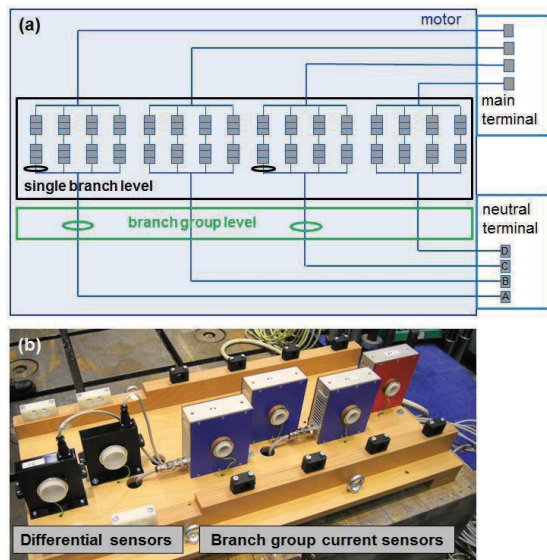 (a)
motor
main
terminal
single branch level
branch group level
neutral
terminal
D
C
B
A
(b)
Differential sensors
Branch group current sensors